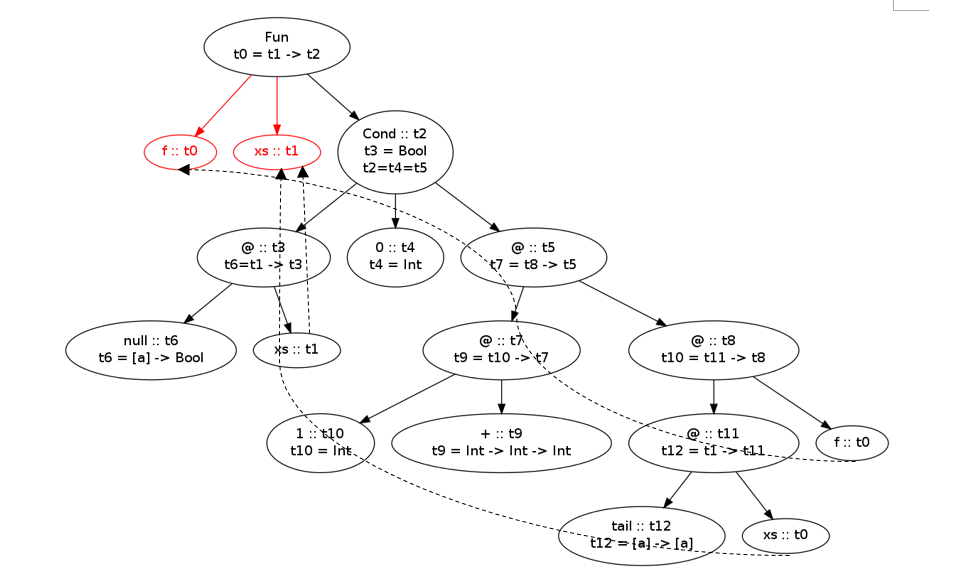 Fun
t0 = t1 -> t2
f :: t0
xs :: t1
Cond :: t2
t3 = Bool
t2=t4=t5
@ :: t3
t6=t1 -> t3
0 :: t4
t4 = Int
@ :: t5
t7 = t8 -> t5
null :: t6
t6 = [a] -> Bool
xs :: t1
@ :: t7
t9 = t10 -> t7
@ :: t8
t10 = t11 -> t8
1 :: t10
t10 = Int
+ :: t9
t9 = Int -> Int -> Int
@ :: t11
t12 = t1 -> t11
f :: t0
tail :: t12
t12 = [a] -> [a]
xs :: t0